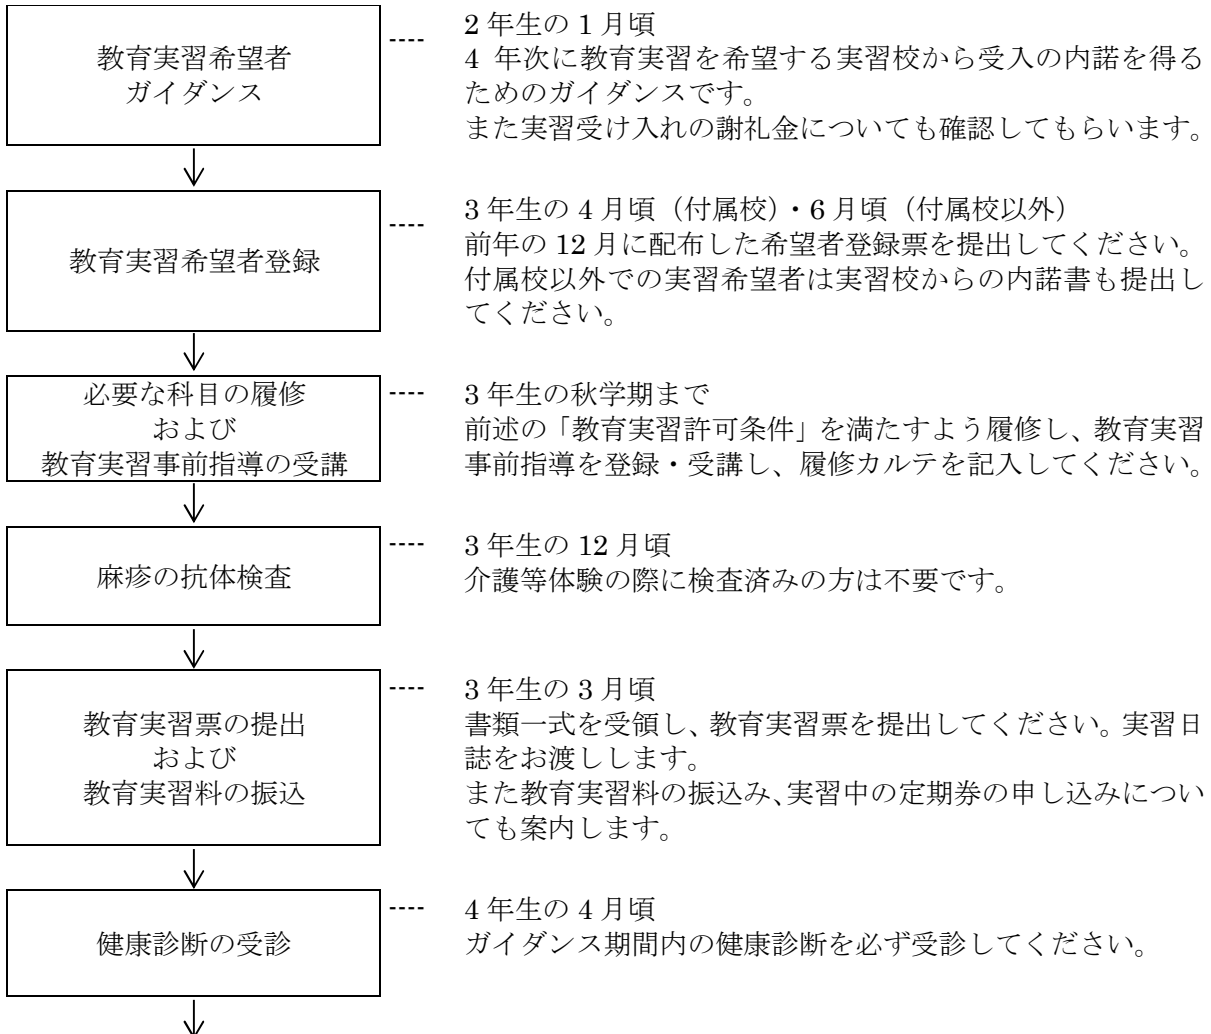 教育実習希望者
ガイダンス
----
2 年生の 1 月頃
4 年次に教育実習を希望する実習校から受入の内諾を得る
ためのガイダンスです。
また実習受け入れの謝礼金についても確認してもらいます。
教育実習希望者登録
----
3 年生の 4 月頃（付属校）・6 月頃（付属校以外）
前年の 12 月に配布した希望者登録票を提出してください。
付属校以外での実習希望者は実習校からの内諾書も提出し
てください。
必要な科目の履修
および
教育実習事前指導の受講
----
3 年生の秋学期まで
前述の「教育実習許可条件」を満たすよう履修し、教育実習
事前指導を登録・受講し、履修カルテを記入してください。
麻疹の抗体検査
----
3 年生の 12 月頃
介護等体験の際に検査済みの方は不要です。
教育実習票の提出
および
教育実習料の振込
----
3 年生の 3 月頃
書類一式を受領し、教育実習票を提出してください。実習日
誌をお渡しします。
また教育実習料の振込み、実習中の定期券の申し込みについ
ても案内します。
健康診断の受診
----
4 年生の 4 月頃
ガイダンス期間内の健康診断を必ず受診してください。